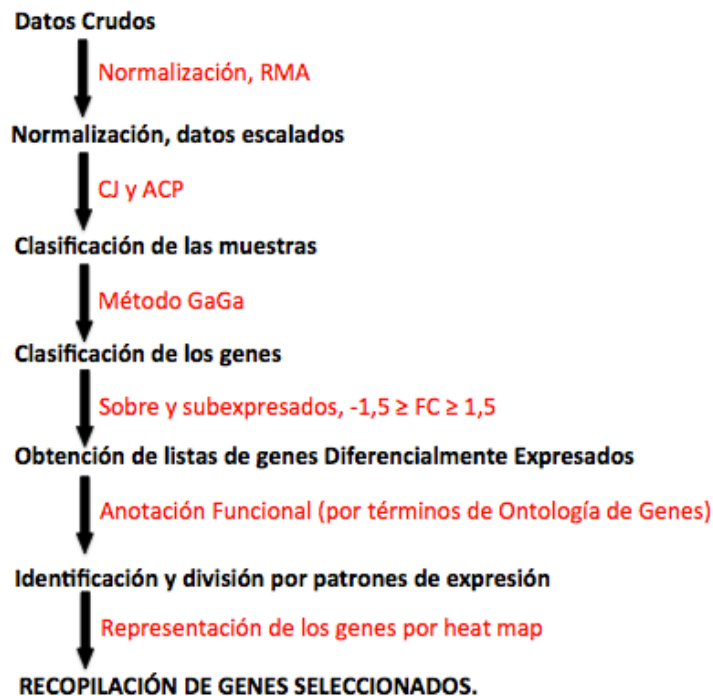 Datos Crudos
Normalización, RMA
Normalización, datos escalados
CJ y ACP
Clasificación de las muestras
Método GaGa
Clasificación de los genes
Sobre y subexpresados, -1,5 ≥ FC ≥ 1,5
Obtención de listas de genes Diferencialmente Expresados
Anotación Funcional (por términos de Ontología de Genes)
Identificación y división por patrones de expresión
Representación de los genes por heat map
RECOPILACIÓN DE GENES SELECCIONADOS.